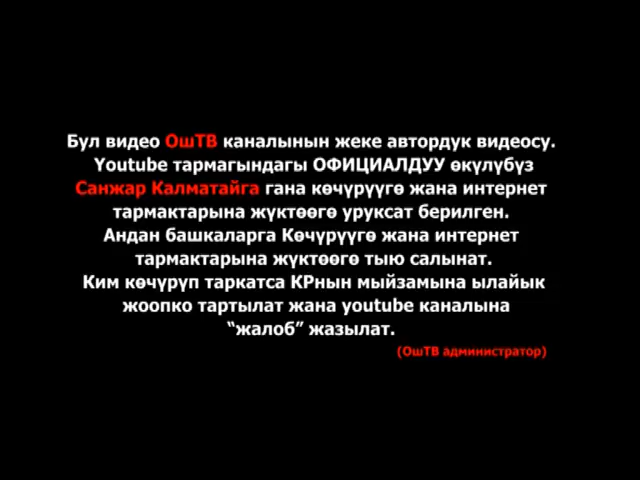 Бул видео ОшТВ каналынын жеке автордук видеосу.
Youtube тармагындагы ОФИЦИАЛДУУ өкүлүбүз
Санжар Калматайга гана көчүрүүгө жана интернет
тармактарына жүктөөгө уруксат берилген.
Андан башкаларга Көчүрүүгө жана интернет
тармактарына жүктөөгө тыю салынат.
Ким көчүрүп таркатса КРнын мыйзамына ылайык
жоопко тартылат жана youtube каналына
“жалоб” жазылат.
(ОшТВ администратор)